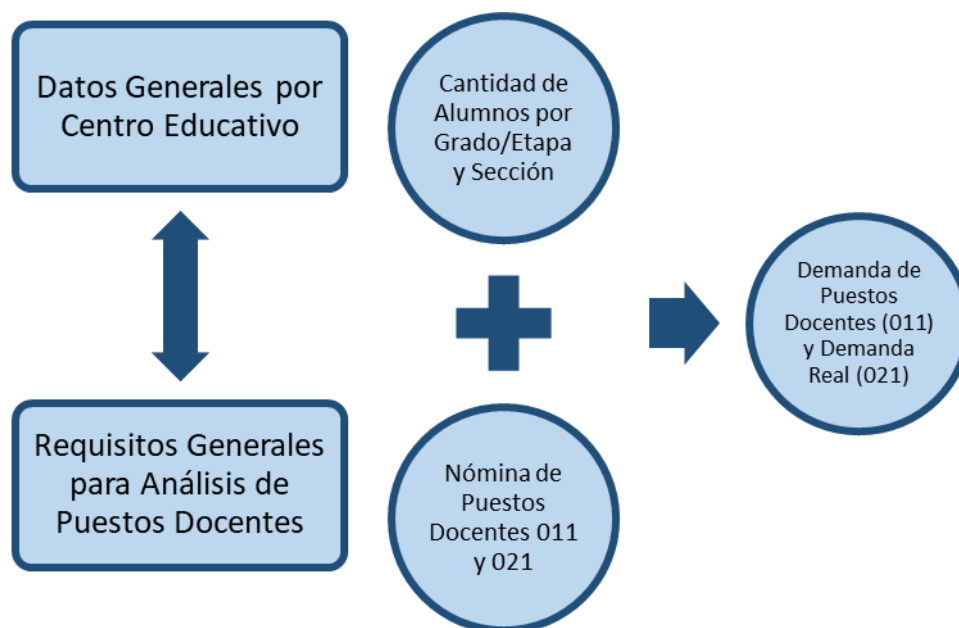 Datos Generales por
Centro Educativo
Cantidad de
Alumnos por
Grado/Etapa
y Sección
Requisitos Generales
para Análisis de
Puestos Docentes
Nómina de
Puestos
Docentes 011
y 021
Demanda de
Puestos
Docentes (011)
y Demanda
Real (021)